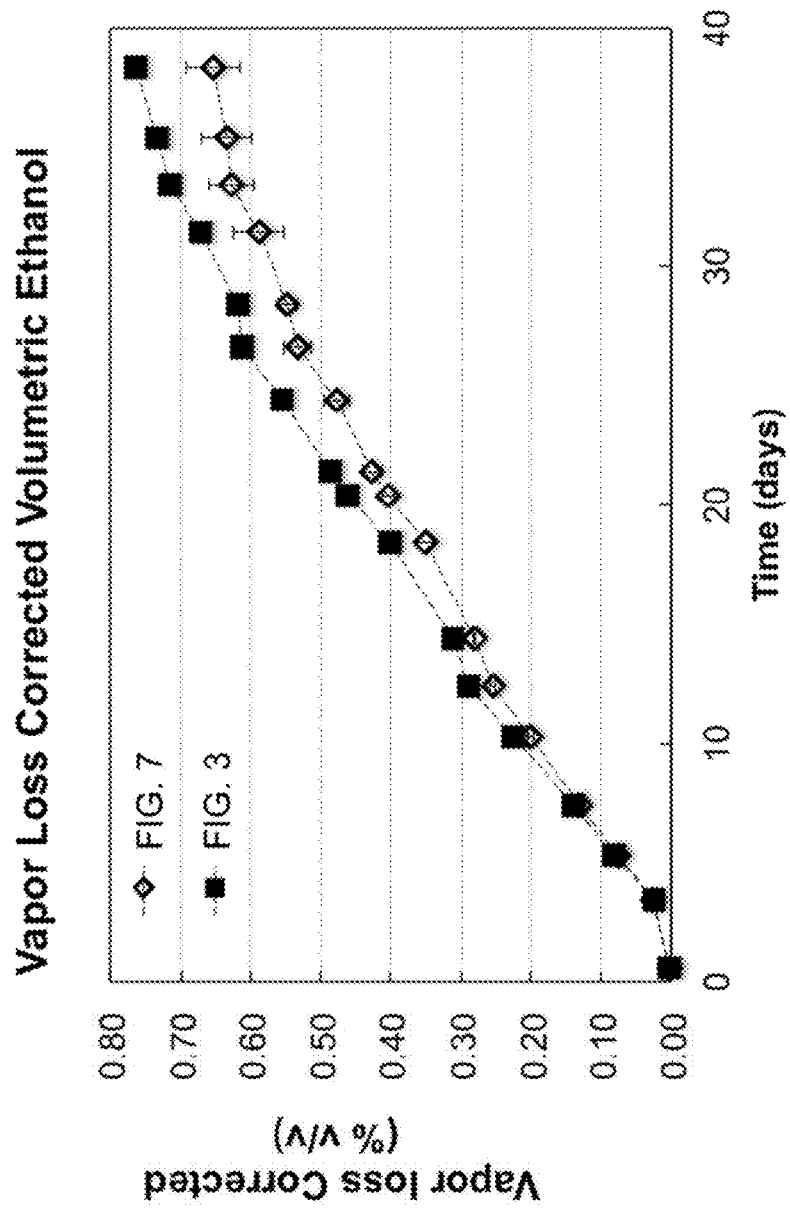 Vapor Loss Corrected Volumetric Ethanol
FIG. 7
FIG. 3
Vapor loss Corrected
(% v/v)
0.80
0.70
0.60
0.50
0.40
0.30
0.20
0.10
0.00
0
10
20
30
40
Time (days)